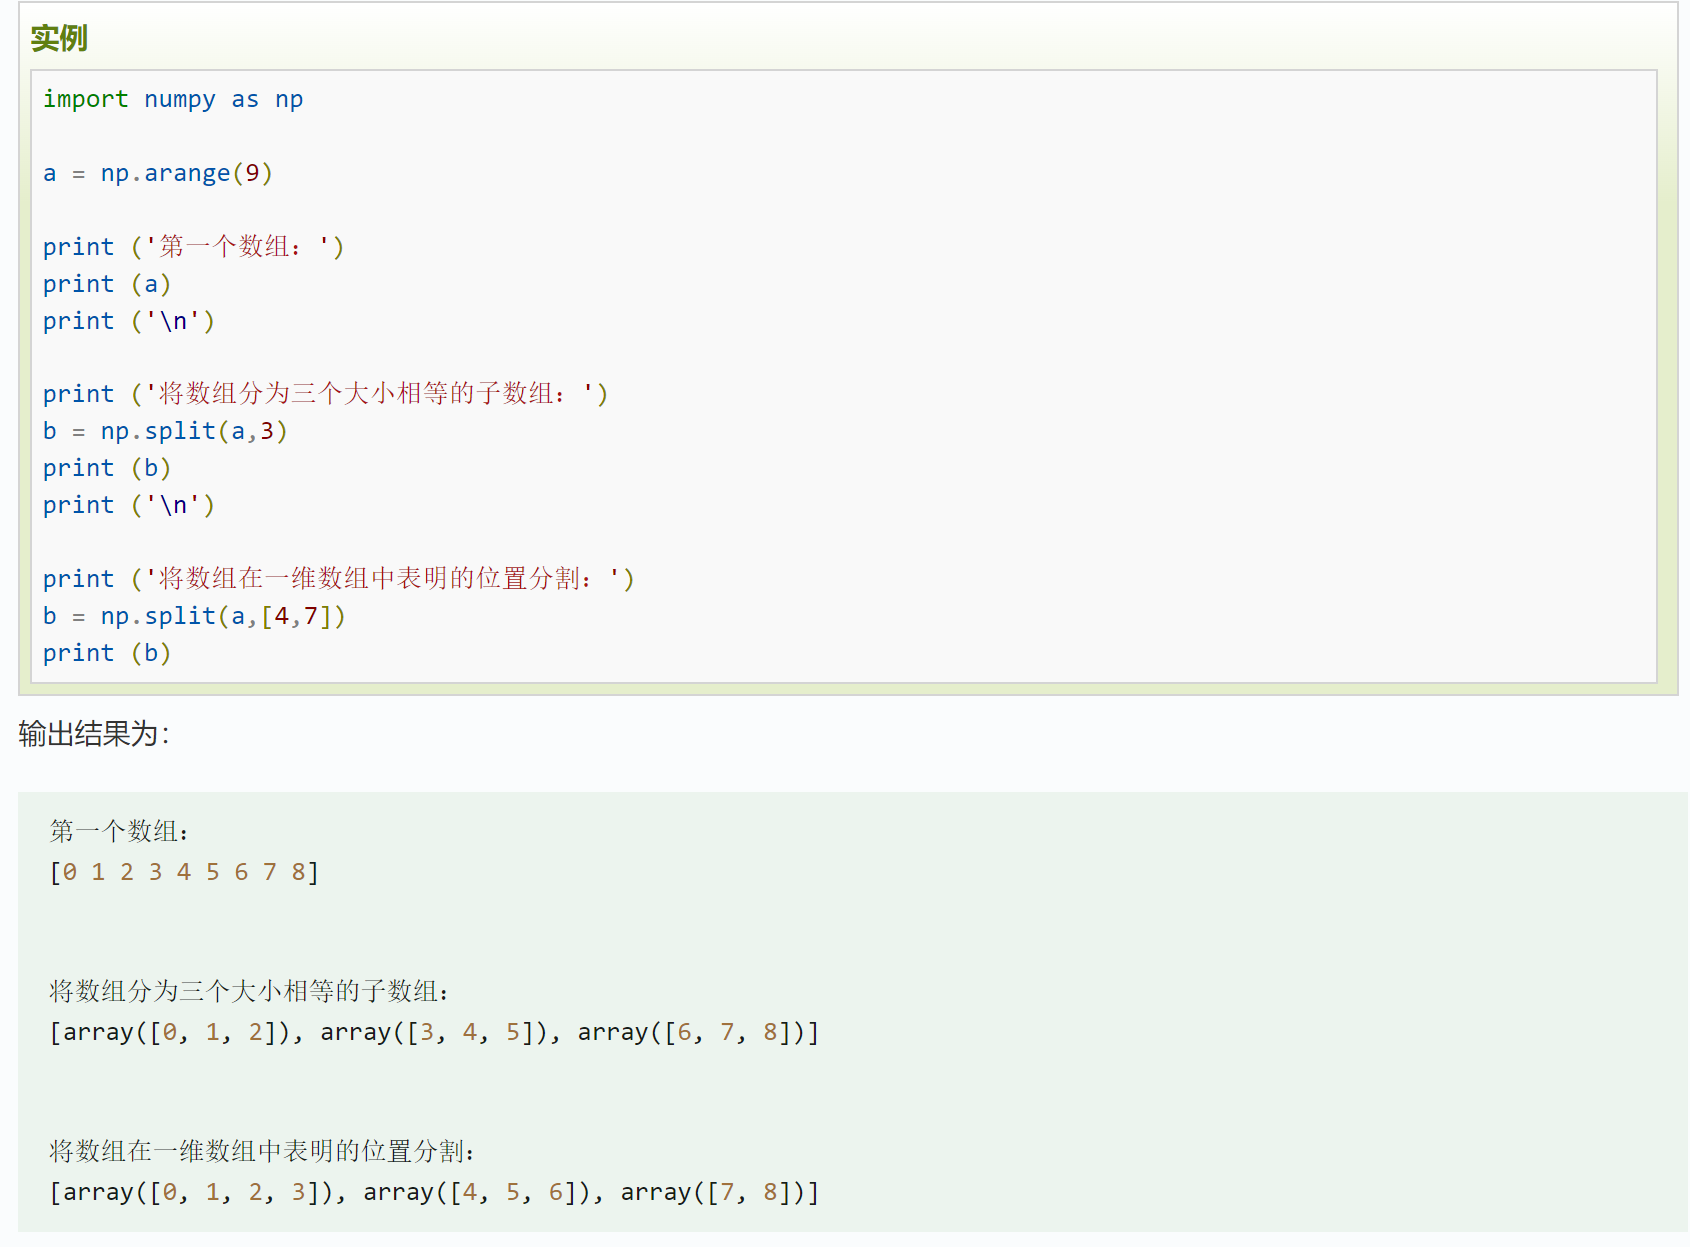 实例
import numpy as np
a = np.arange(9)
print ('第一个数组：')
print (a)
print ('\n')
print ('将数组分为三个大小相等的子数组：')
b = np.split(a,3)
print (b)
print ('\n')
print ('将数组在一维数组中表明的位置分割：')
b = np.split(a,[4,7])
print (b)
输出结果为：
第一个数组：
[0 1 2 3 4 5 6 7 8]
将数组分为三个大小相等的子数组：
[array([0, 1, 2]), array([3, 4, 5]), array([6, 7, 8])]
将数组在一维数组中表明的位置分割：
[array([0, 1, 2, 3]), array([4, 5, 6]), array([7, 8])]